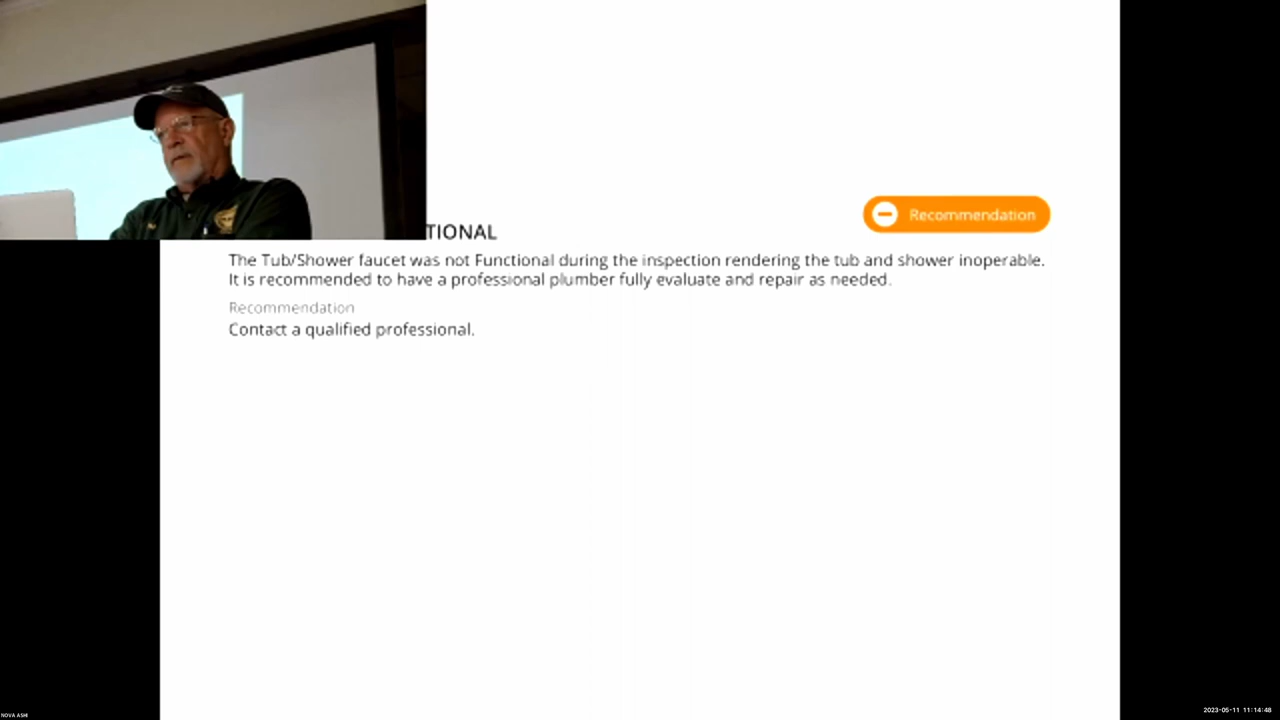 Recommendation
TIONAL
The Tub/Shower faucet was not Functional during the inspection rendering the tub and shower inoperable.
It is recommended to have a professional plumber fully evaluate and repair as needed.
Recommendation
Contact a qualified professional.
NOVA ASHI
2023-05-11 11:14:48